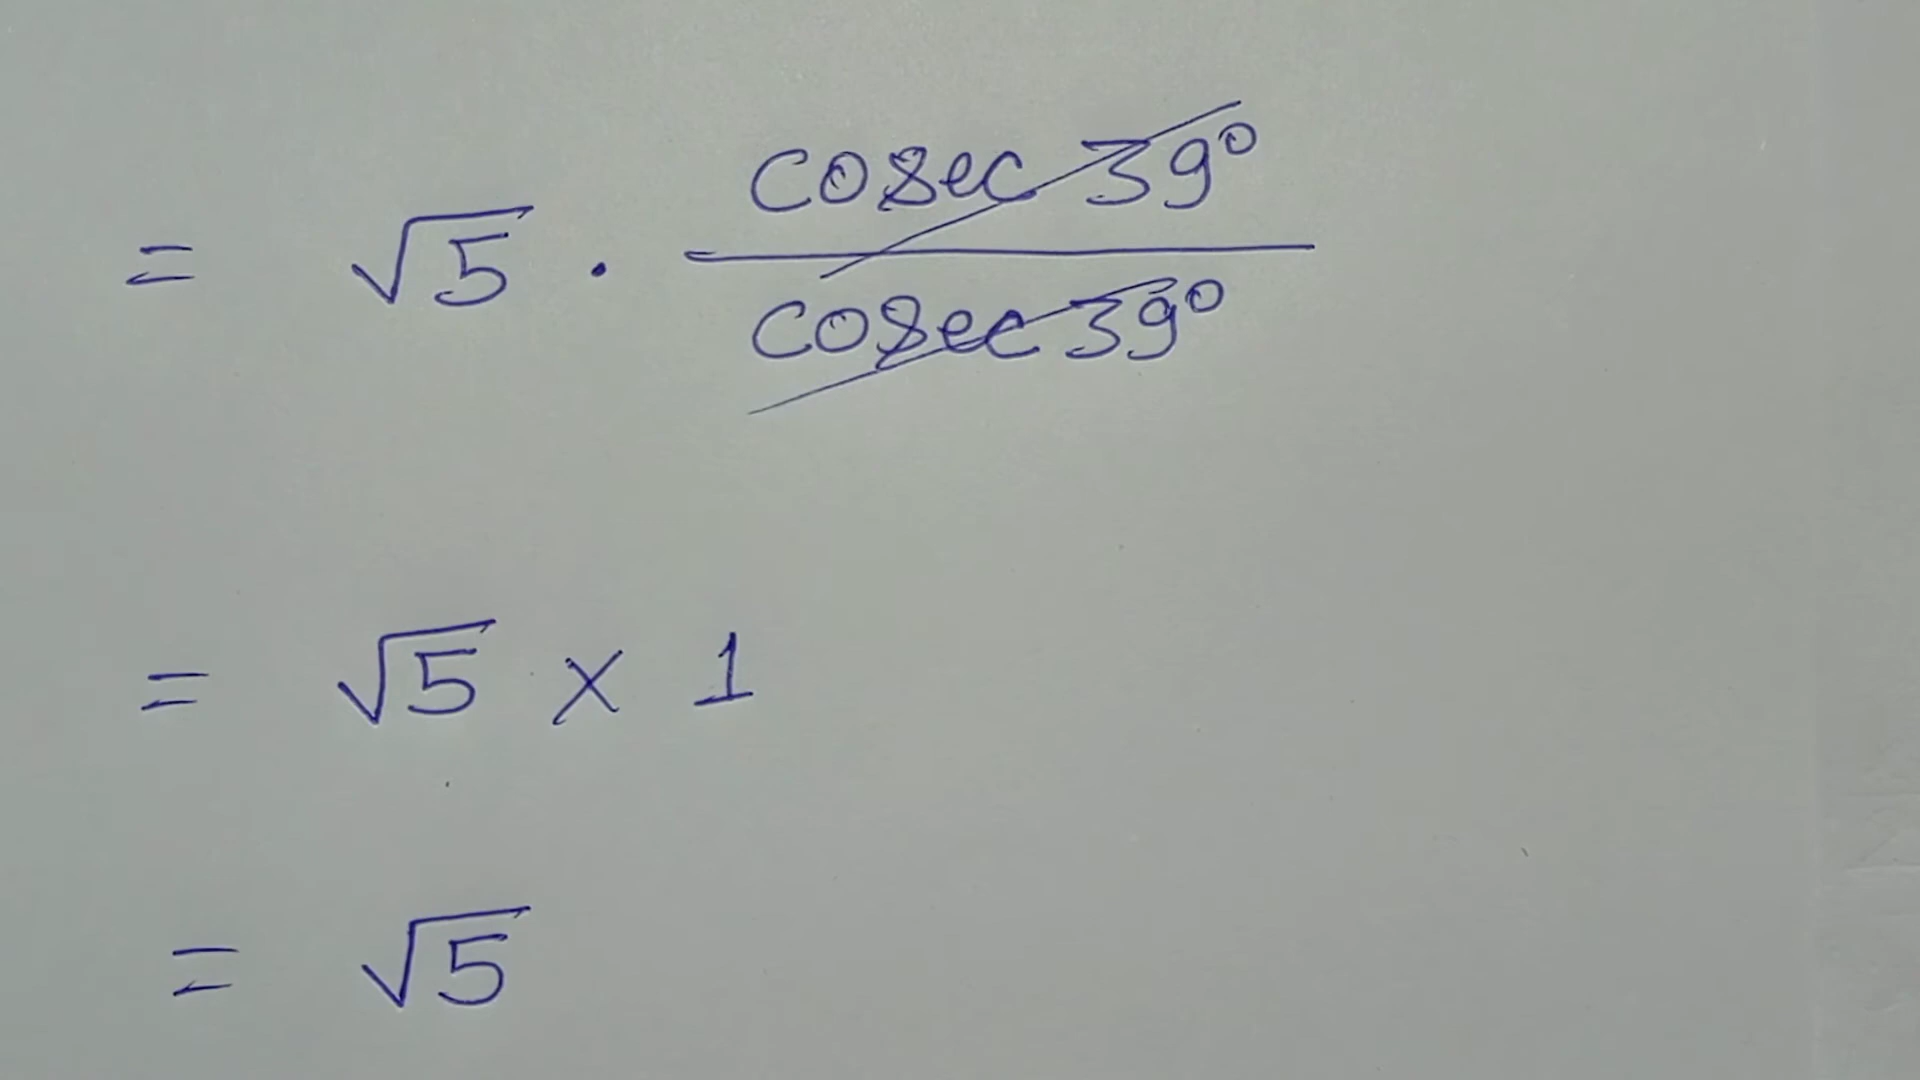 = √5 · cosec 39° / cosec 39°
= √5 × 1
= √5